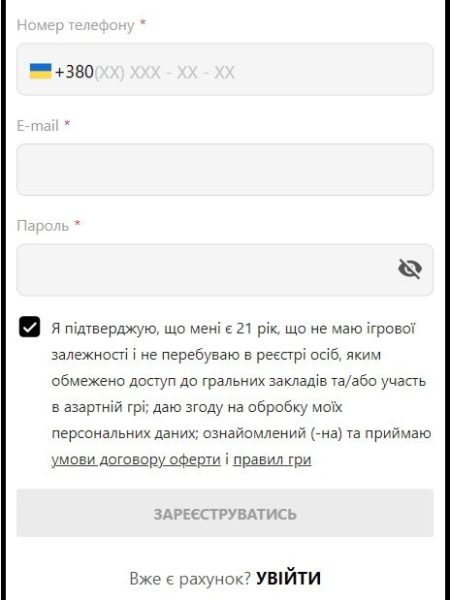 Номер телефону *
+380(XX) XXX - XX - XX
E-mail *
Пароль *
Я підтверджую, що мені є 21 рік, що не маю ігрової
залежності і не перебуваю в реєстрі осіб, яким
обмежено доступ до гральних закладів та/або участь
в азартній грі; даю згоду на обробку моїх
персональних даних; ознайомлений (-на) та приймаю
умови договору оферти і правил гри
ЗАРЕЄСТРУВАТИСЬ
Вже є рахунок? УВІЙТИ